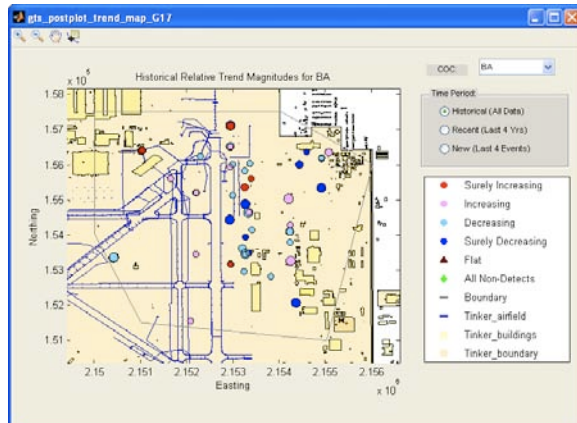 gts_postplot_trend_map_G17
COC:
BA
Time Period:
Historical (All Data)
Recent (Last 4 Yrs)
New (Last 4 Events)
Historical Relative Trend Magnitudes for BA
x 10^5
1.58
1.57
1.56
1.55
1.54
1.53
1.52
1.51
Northing
2.15
2.151
2.152
2.153
2.154
2.155
2.156
x 10^6
Easting
Surely Increasing
Increasing
Decreasing
Surely Decreasing
Flat
All Non-Detects
Boundary
Tinker_airfield
Tinker_buildings
Tinker_boundary